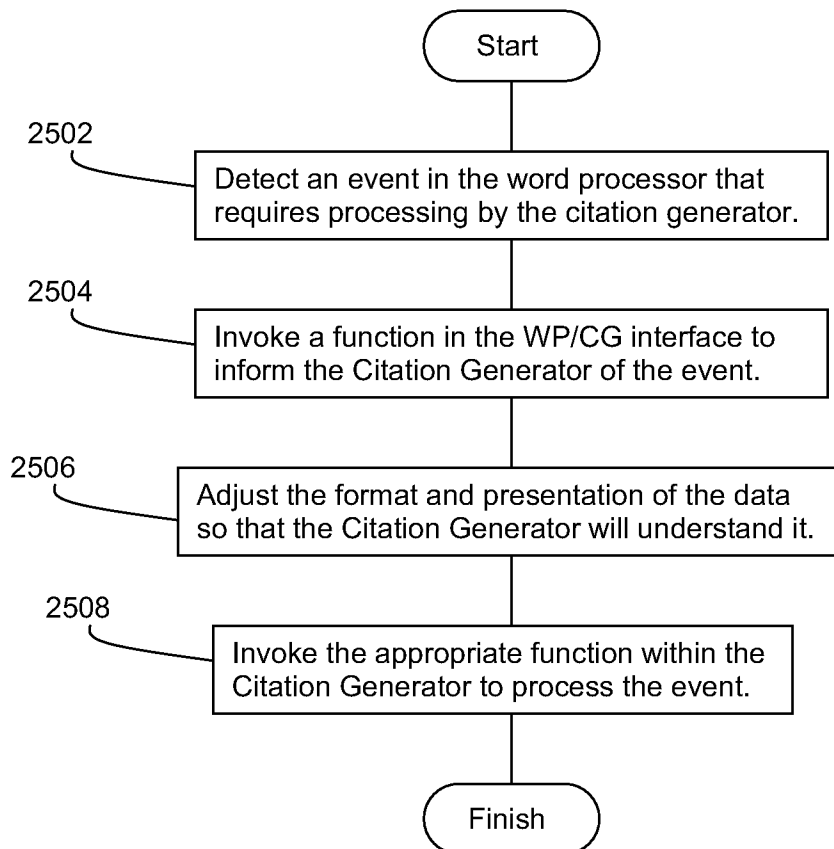 Start
2502
Detect an event in the word processor that
requires processing by the citation generator.
2504
Invoke a function in the WP/CG interface to
inform the Citation Generator of the event.
2506
Adjust the format and presentation of the data
so that the Citation Generator will understand it.
2508
Invoke the appropriate function within the
Citation Generator to process the event.
Finish